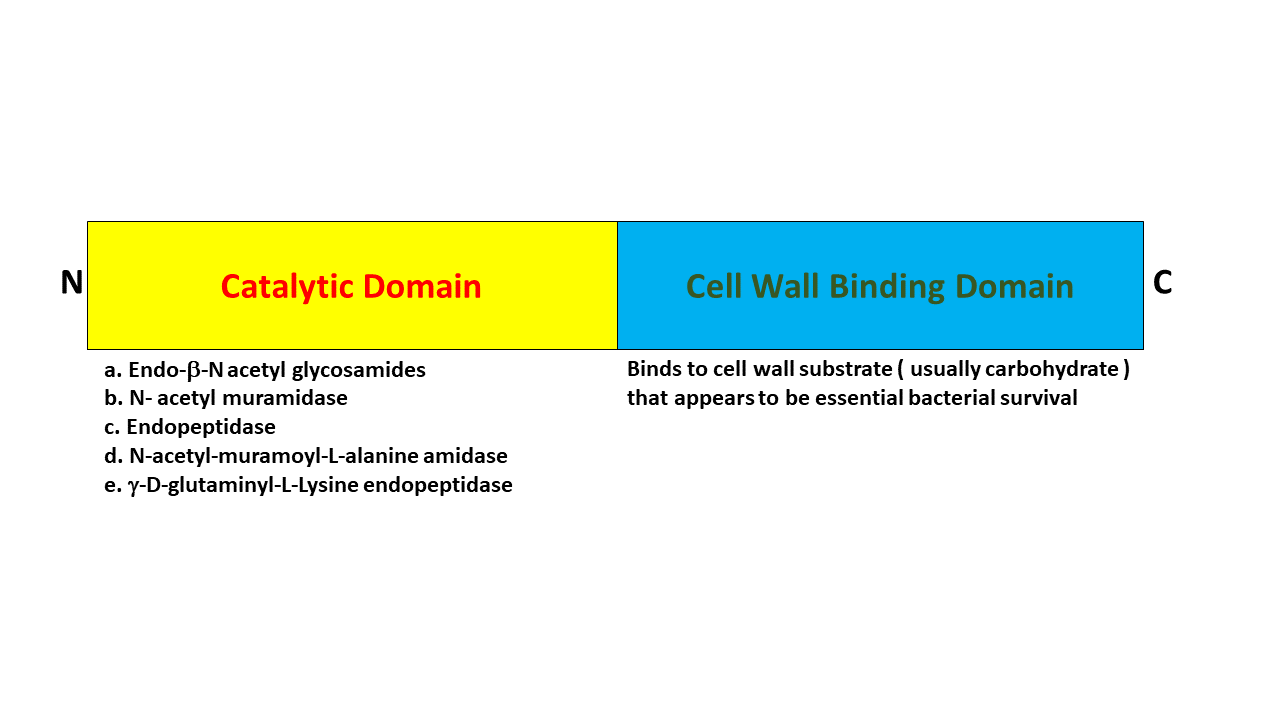 N
Catalytic Domain
Cell Wall Binding Domain
C
a. Endo-β-N acetyl glycosamides
b. N- acetyl muramidase
c. Endopeptidase
d. N-acetyl-muramoyl-L-alanine amidase
e. γ-D-glutaminyl-L-Lysine endopeptidase
Binds to cell wall substrate ( usually carbohydrate )
that appears to be essential bacterial survival